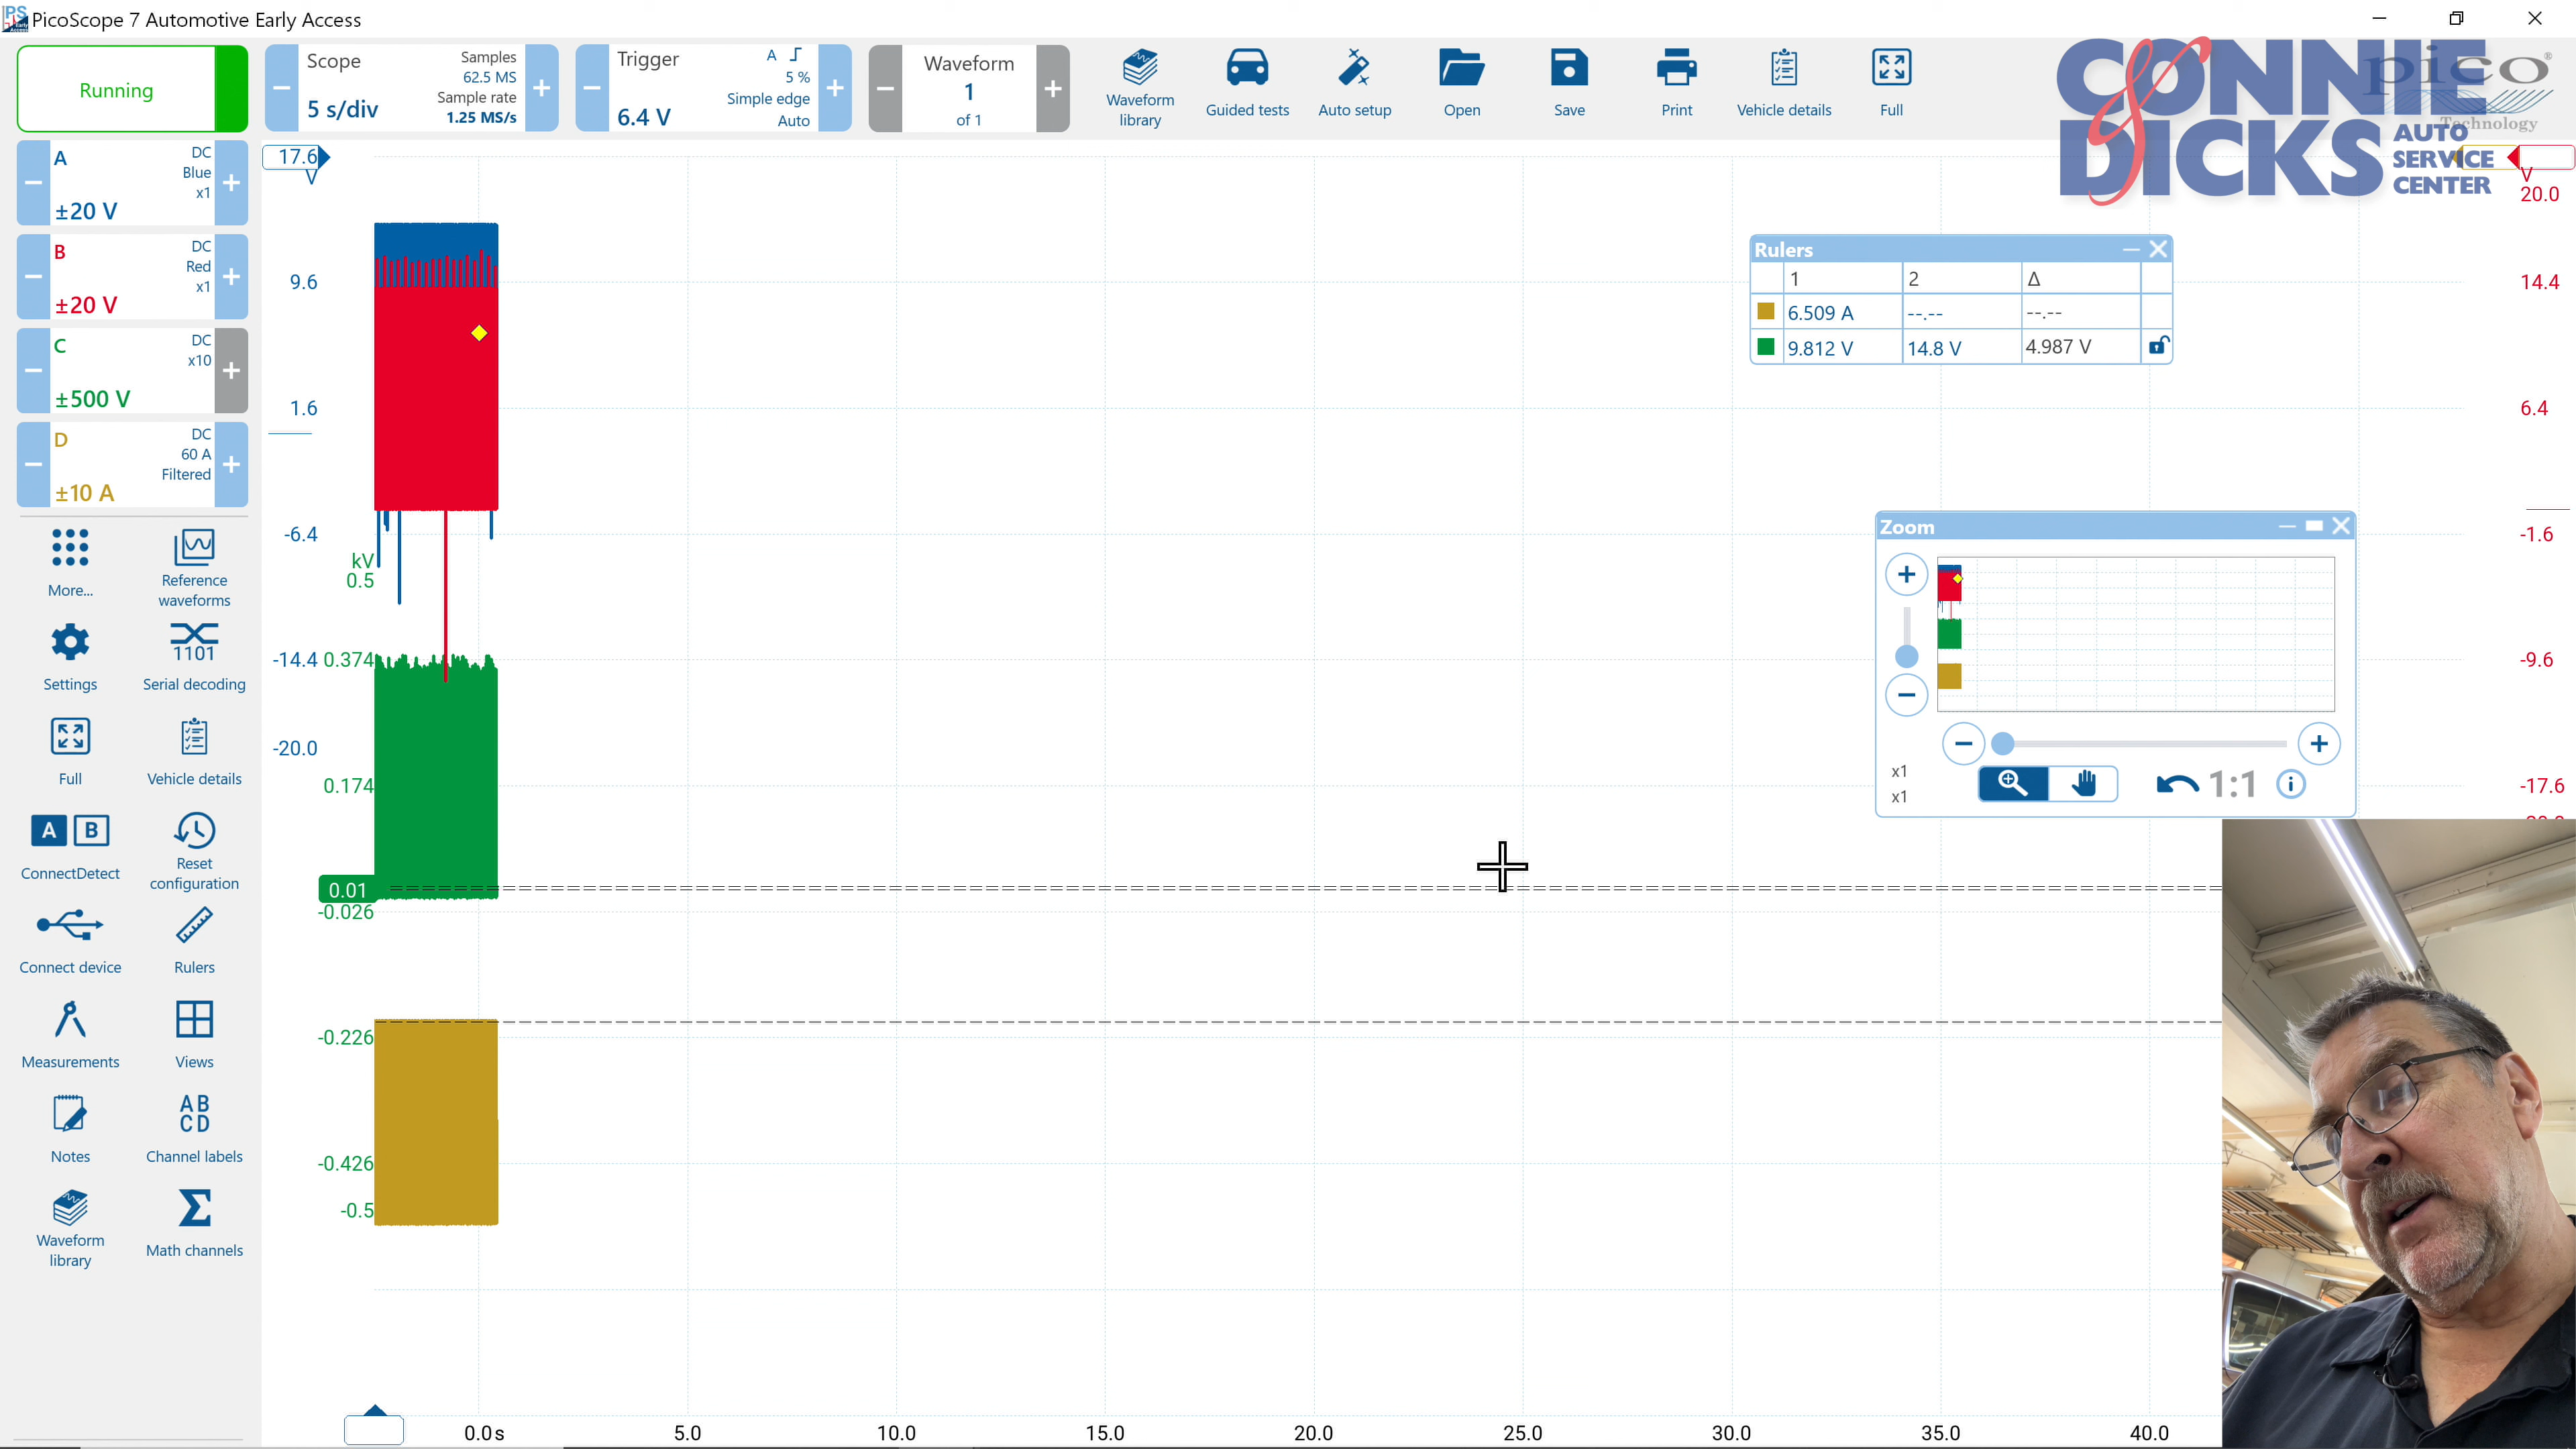 PicoScope 7 Automotive Early Access
Running
Scope
5 s/div
Samples
62.5 MS
Sample rate
1.25 MS/s
Trigger
6.4 V
A
5 %
Simple edge
Auto
Waveform
1
of 1
Waveform
library
Guided tests
Auto setup
Open
Save
Print
Vehicle details
Full
CONNIE
&
DICKS
AUTO
SERVICE
CENTER
pico
Technology
A
DC
Blue
x1
±20 V
B
DC
Red
x1
±20 V
C
DC
x10
±500 V
D
DC
60 A
Filtered
±10 A
More...
Reference
waveforms
Settings
1101
Serial decoding
Full
Vehicle details
A B
ConnectDetect
Reset
configuration
Connect device
Rulers
Measurements
Views
Notes
AB
CD
Channel labels
Waveform
library
Math channels
17.6
V
9.6
1.6
-6.4
-14.4
-20.0
kV
0.5
0.374
0.174
0.01
-0.026
-0.226
-0.426
-0.5
V
20.0
14.4
6.4
-1.6
-9.6
-17.6
Rulers
1 2 Δ
6.509 A --.-- --.--
9.812 V 14.8 V 4.987 V
Zoom
x1
x1
1:1
0.0s 5.0 10.0 15.0 20.0 25.0 30.0 35.0 40.0